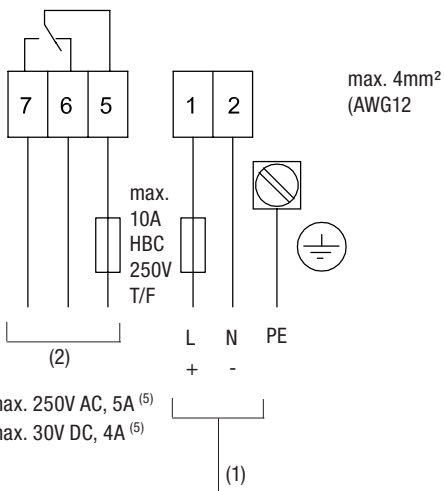 7 6 5 1 2
max. 4mm²
(AWG12
max.
10A
HBC
250V
T/F
L N PE
+ -
(2)
max. 250V AC, 5A (5)
max. 30V DC, 4A (5)
(1)